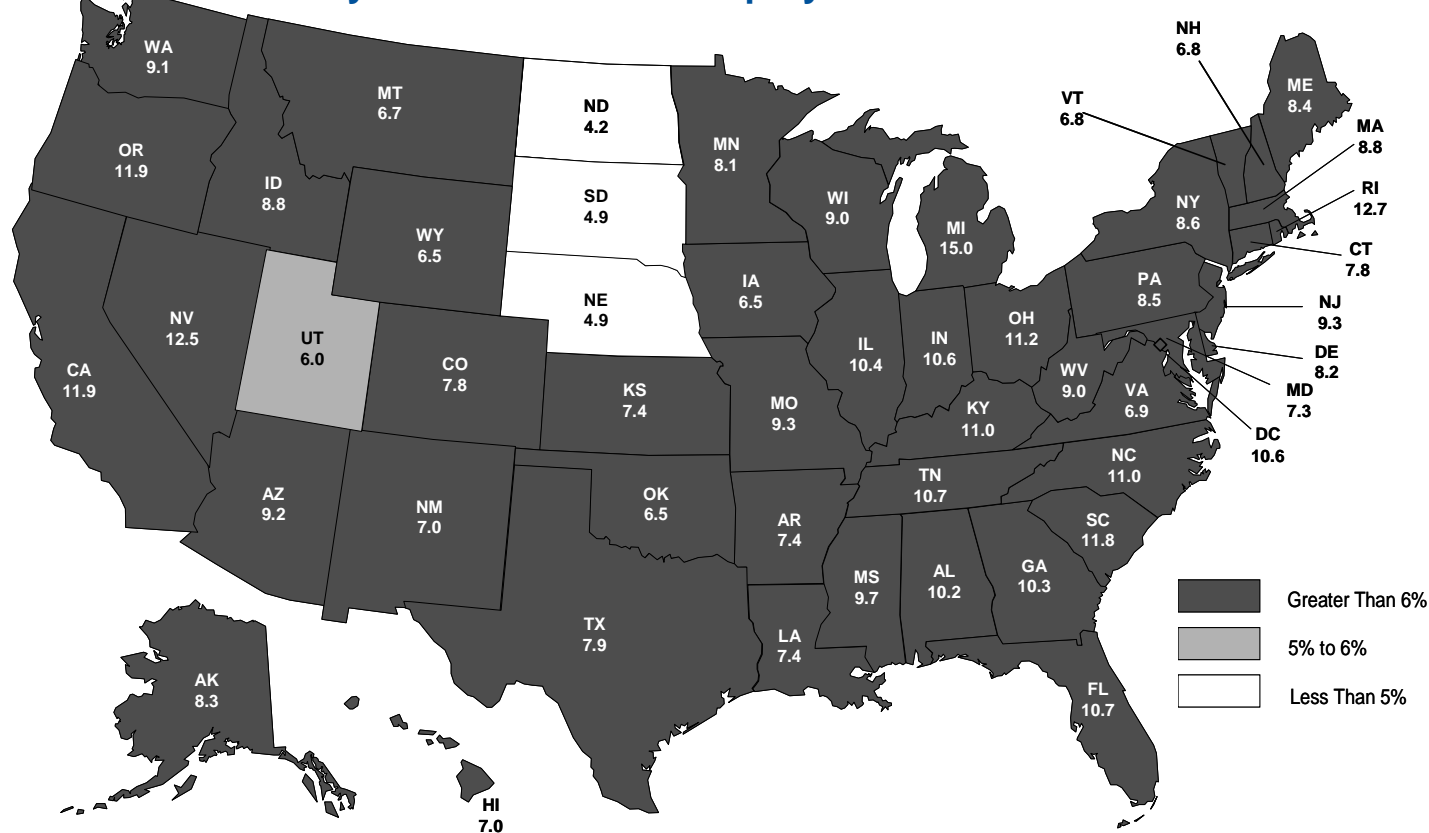 WA
9.1
MT
6.7
ND
4.2
MN
8.1
OR
11.9
ID
8.8
SD
4.9
WI
9.0
WY
6.5
MI
15.0
NH
6.8
VT
6.8
ME
8.4
MA
8.8
NY
8.6
RI
12.7
CT
7.8
PA
8.5
NJ
9.3
DE
8.2
MD
7.3
DC
10.6
NV
12.5
UT
6.0
CO
7.8
NE
4.9
IA
6.5
IL
10.4
IN
10.6
OH
11.2
WV
9.0
VA
6.9
CA
11.9
KS
7.4
MO
9.3
KY
11.0
NC
11.0
TN
10.7
AZ
9.2
NM
7.0
OK
6.5
AR
7.4
SC
11.8
MS
9.7
AL
10.2
GA
10.3
TX
7.9
LA
7.4
FL
10.7
AK
8.3
HI
7.0
Greater Than 6%
5% to 6%
Less Than 5%